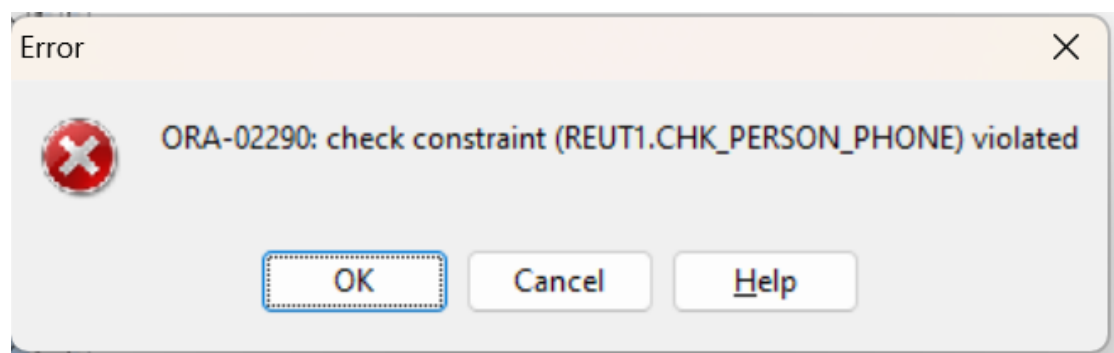 Error
ORA-02290: check constraint (REUT1.CHK_PERSON_PHONE) violated
OK
Cancel
Help